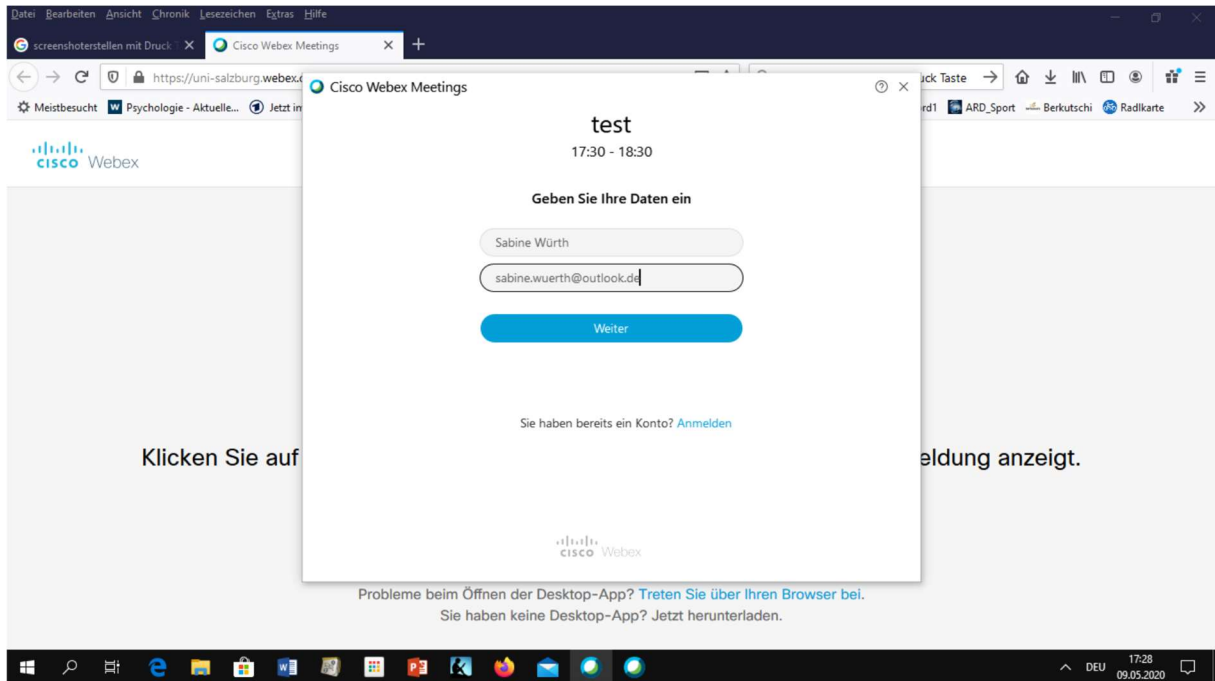 Datei Bearbeiten Ansicht Chronik Lesezeichen Extras Hilfe
screenshoterstellen mit Druck
Cisco Webex Meetings
https://uni-salzburg.webex.
uck Taste
Meistbesucht
Psychologie - Aktuelle...
Jetzt in
rd1
ARD_Sport
Berkutschi
Radlkarte
Cisco Webex Meetings
CISCO Webex
test
17:30 - 18:30
Geben Sie Ihre Daten ein
Sabine Würth
sabine.wuerth@outlook.de
Weiter
Sie haben bereits ein Konto? Anmelden
CISCO Webex
Klicken Sie auf
eldung anzeigt.
Probleme beim Öffnen der Desktop-App? Treten Sie über Ihren Browser bei.
Sie haben keine Desktop-App? Jetzt herunterladen.
DEU
17:28
09.05.2020